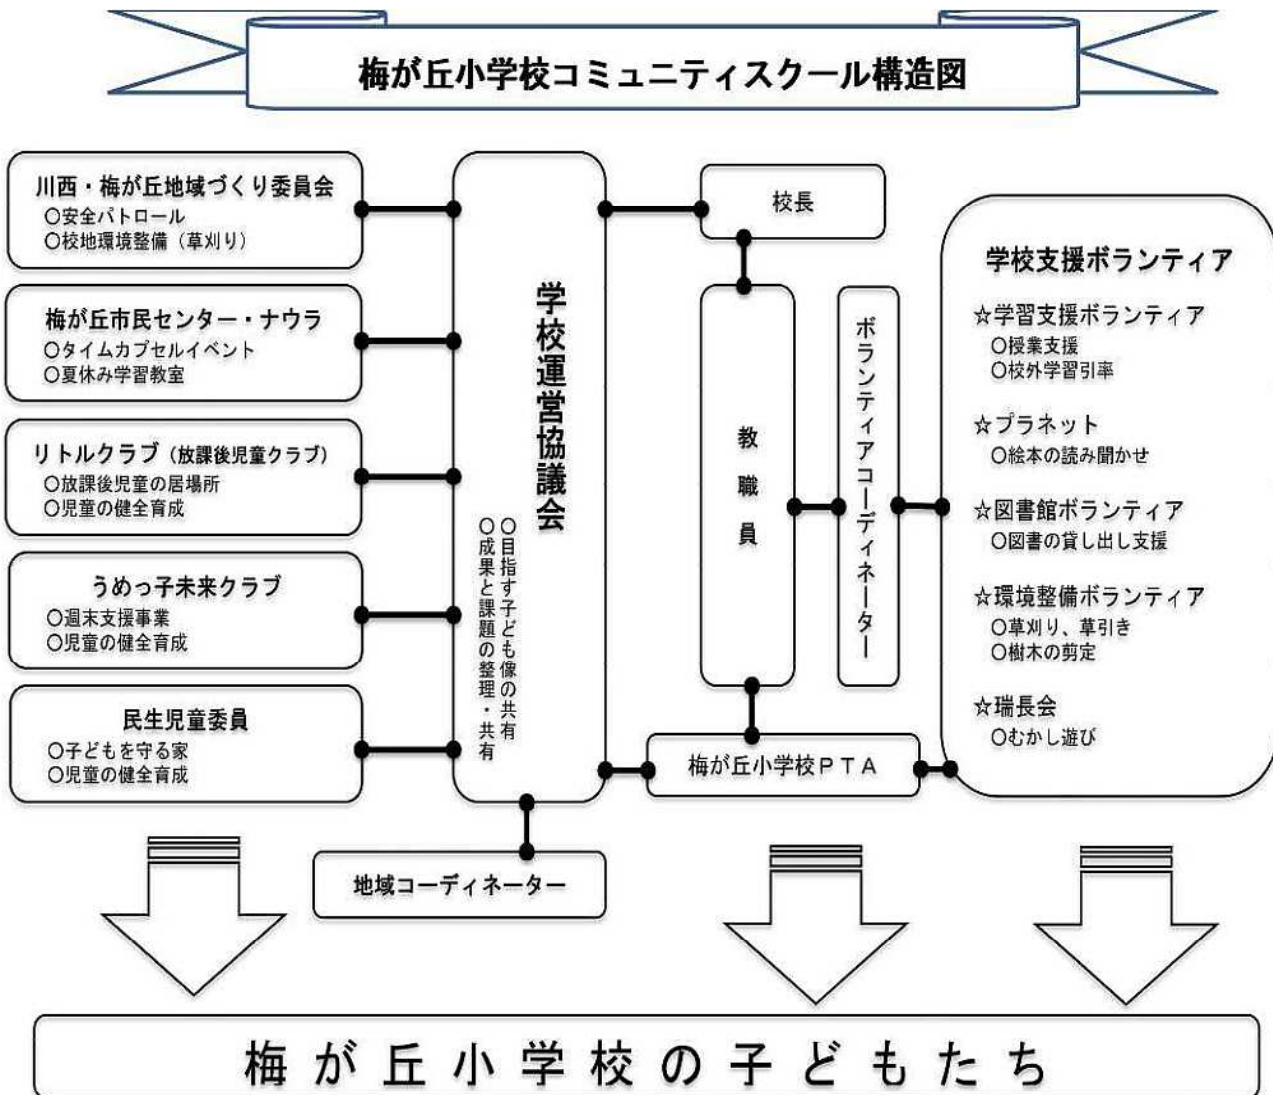 梅が丘小学校コミュニティスクール構造図
川西・梅が丘地域づくり委員会
○安全パトロール
○校地環境整備（草刈り）
梅が丘市民センター・ナウラ
○タイムカプセルイベント
○夏休み学習教室
リトルクラブ（放課後児童クラブ）
○放課後児童の居場所
○児童の健全育成
うめっ子未来クラブ
○週末支援事業
○児童の健全育成
民生児童委員
○子どもを守る家
○児童の健全育成
学校運営協議会
○目指す子ども像の共有
○成果と課題の整理・共有
地域コーディネーター
校長
教職員
ボランティアコーディネーター
梅が丘小学校ＰＴＡ
学校支援ボランティア
☆学習支援ボランティア
○授業支援
○校外学習引率
☆プラネット
○絵本の読み聞かせ
☆図書館ボランティア
○図書の貸し出し支援
☆環境整備ボランティア
○草刈り、草引き
○樹木の剪定
☆瑞長会
○むかし遊び
梅が丘小学校の子どもたち